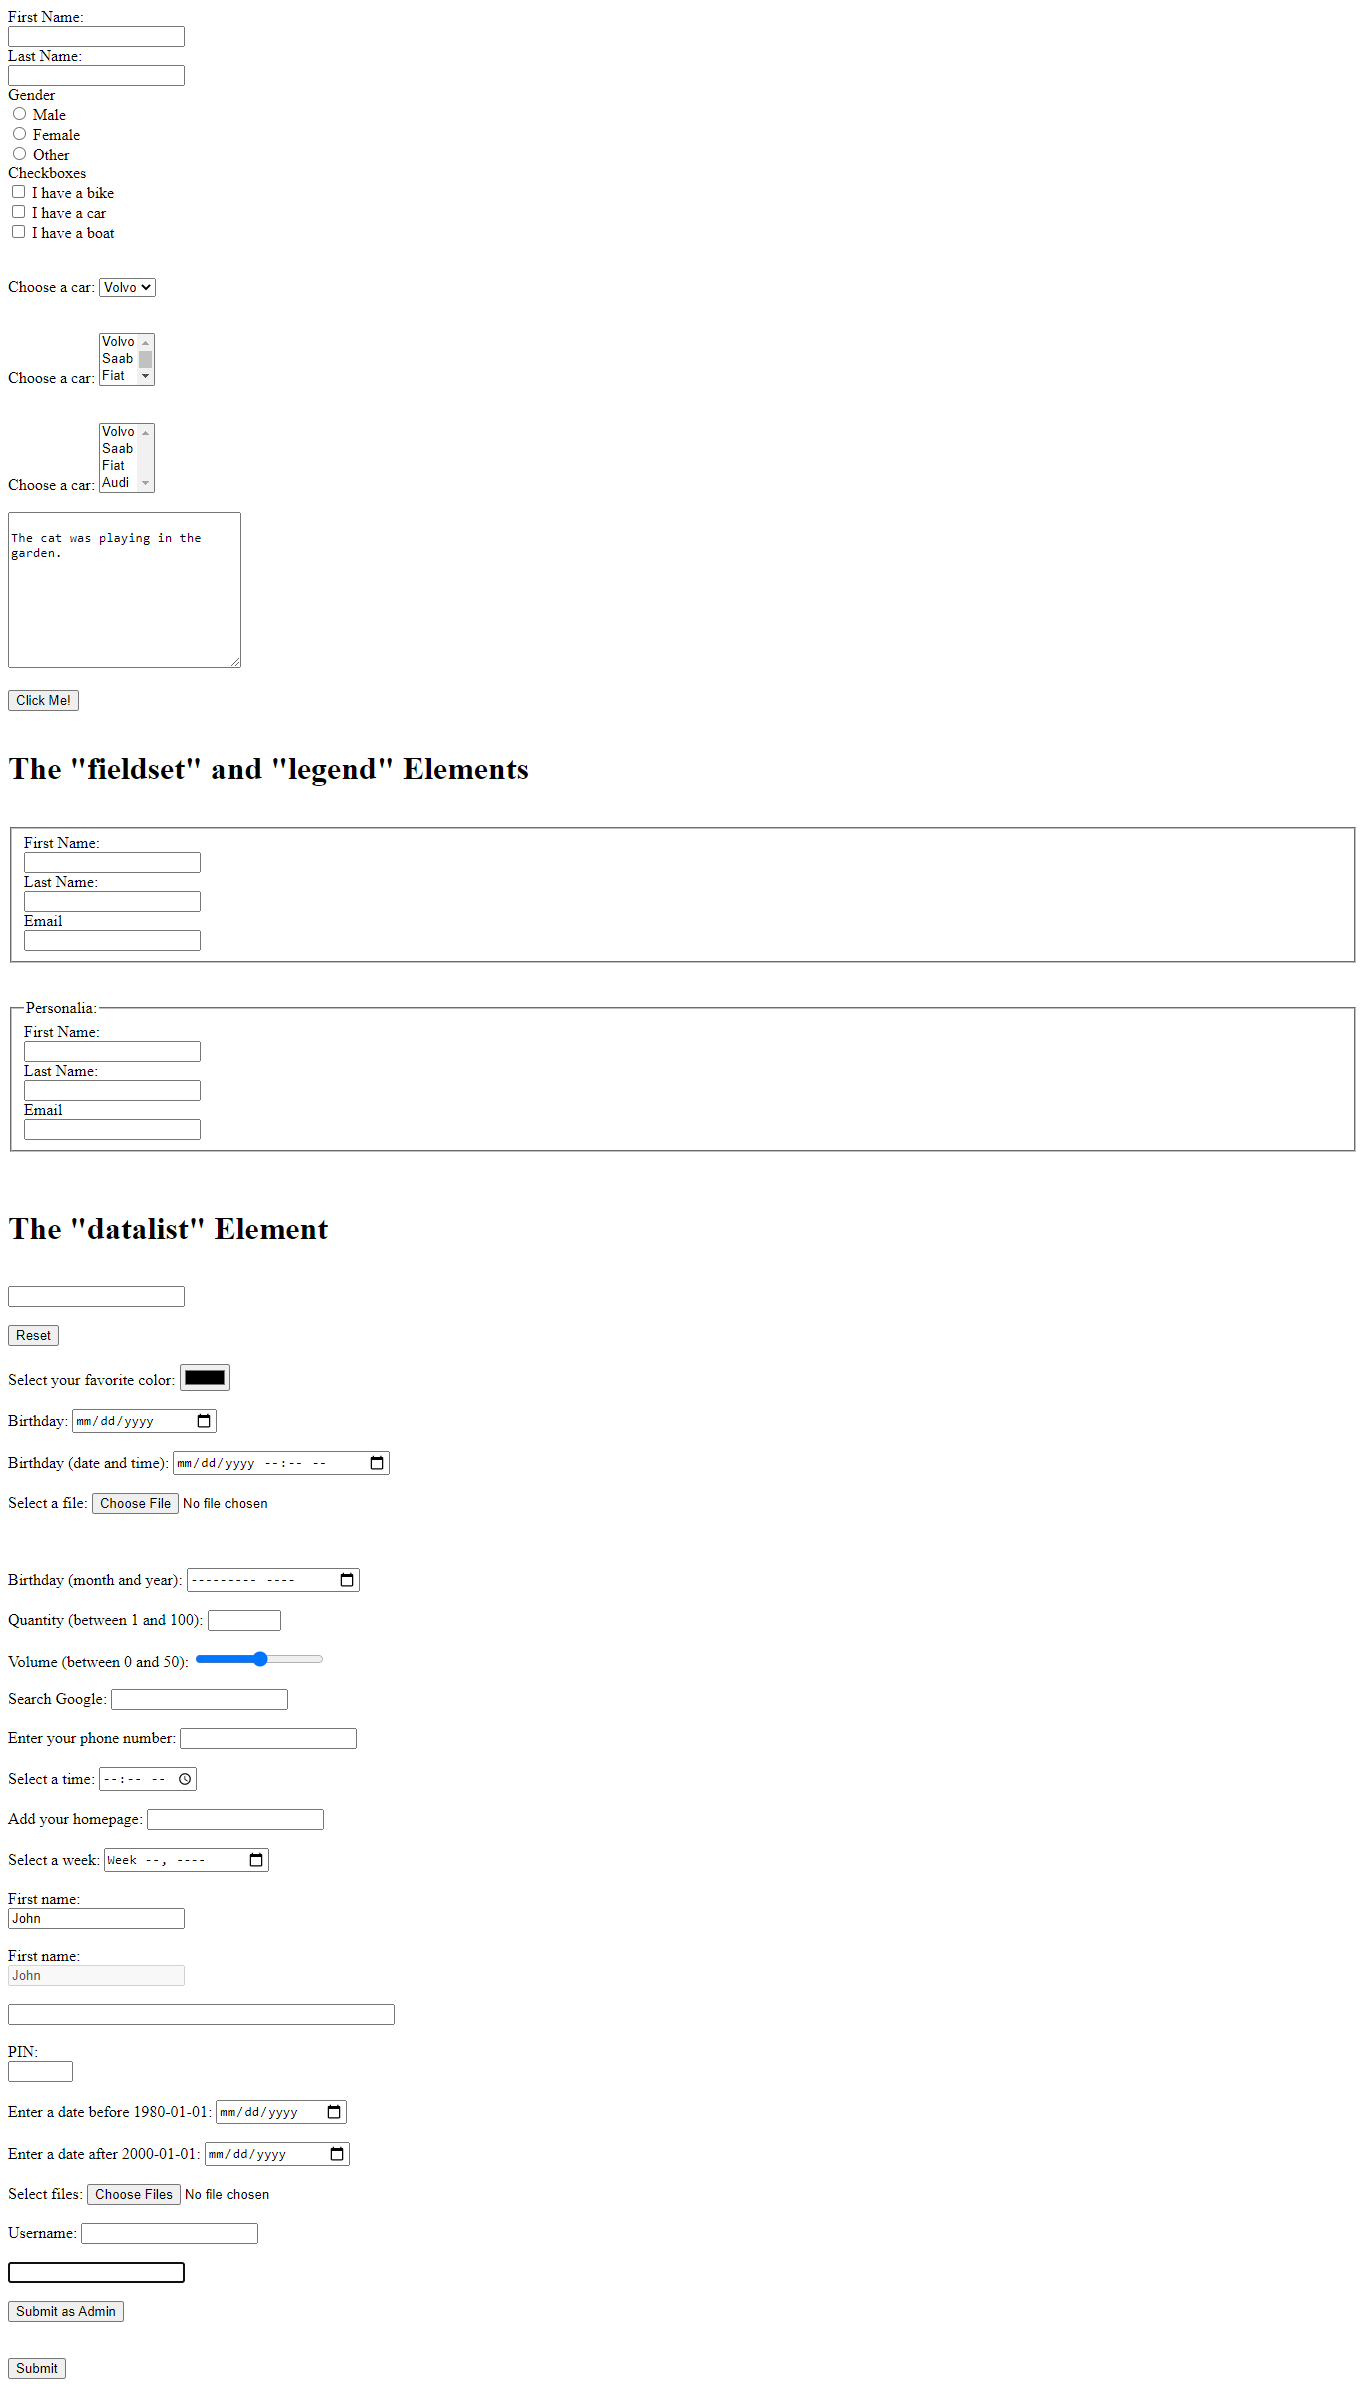 First Name:
Last Name:
Gender
Male
Female
Other
Checkboxes
I have a bike
I have a car
I have a boat
Choose a car: Volvo
Volvo
Saab
Choose a car: Fiat
Volvo
Saab
Fiat
Choose a car: Audi
The cat was playing in the
garden.
Click Me!
The "fieldset" and "legend" Elements
First Name:
Last Name:
Email
Personalia:
First Name:
Last Name:
Email
The "datalist" Element
Reset
Select your favorite color:
Birthday: mm/dd/yyyy
Birthday (date and time): mm/dd/yyyy --:-- --
Select a file: Choose File No file chosen
Birthday (month and year): --------- ----
Quantity (between 1 and 100):
Volume (between 0 and 50):
Search Google:
Enter your phone number:
Select a time: --:-- --
Add your homepage:
Select a week: Week --, ----
First name:
John
First name:
John
PIN:
Enter a date before 1980-01-01: mm/dd/yyyy
Enter a date after 2000-01-01: mm/dd/yyyy
Select files: Choose Files No file chosen
Username:
Submit as Admin
Submit